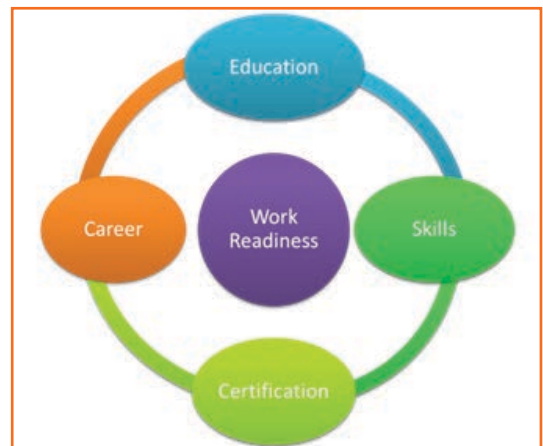 Education
Career
Work
Readiness
Skills
Certification